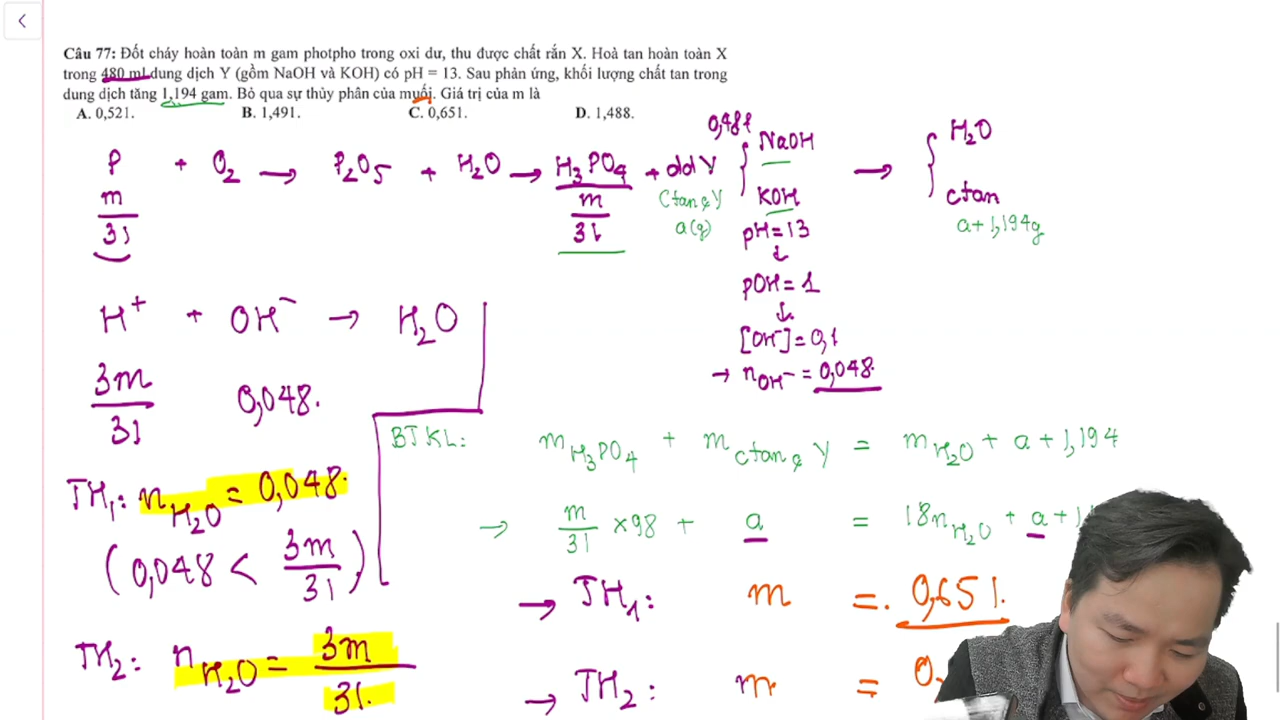 Câu 77: Đốt cháy hoàn toàn m gam photpho trong oxi dư, thu được chất rắn X. Hoà tan hoàn toàn X
trong 480 ml dung dịch Y (gồm NaOH và KOH) có pH = 13. Sau phản ứng, khối lượng chất tan trong
dung dịch tăng 1,194 gam. Bỏ qua sự thủy phân của muối. Giá trị của m là
A. 0,521. B. 1,491. C. 0,651. D. 1,488.
P + O2 → P2O5 + H2O → H3PO4 + ddY { NaOH KOH → { H2O ctan
0,48l
m/31 m/31 Ctan ϵ Y a(g) a + 1,194g
pH = 13
↓
pOH = 1
↓
[OH-] = 0,1
→ nOH- = 0,048.
H+ + OH- → H2O
3m/31 0,048.
BTKL: mH3PO4 + mctan ϵ Y = mH2O + a + 1,194
TH1: nH2O = 0,048.
→ m/31 x98 + a = 18nH2O + a + 1
(0,048 < 3m/31)
→ TH1: m = 0,651.
TH2: nH2O = 3m/31.
→ TH2: m = 0,